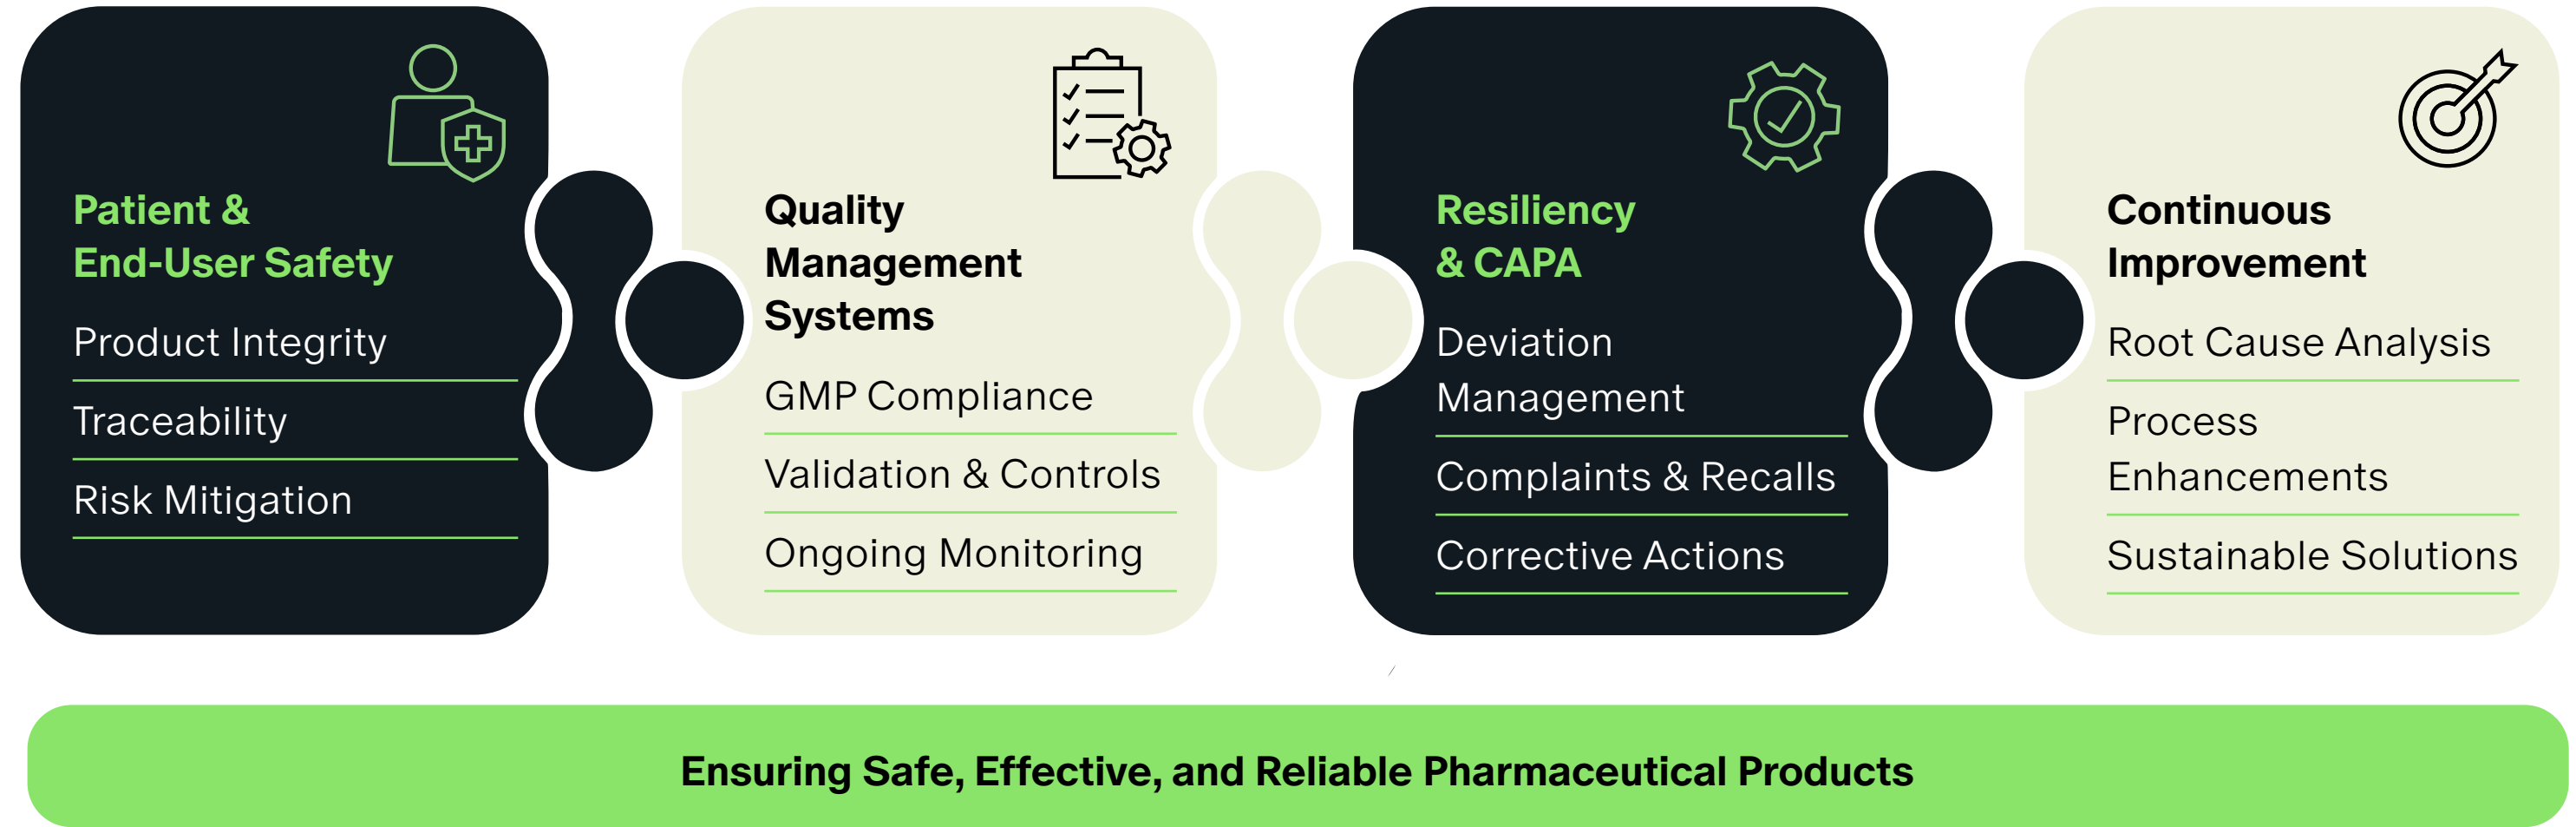 Patient &
End-User Safety
Product Integrity
Traceability
Risk Mitigation
Quality
Management
Systems
GMP Compliance
Validation & Controls
Ongoing Monitoring
Resiliency
& CAPA
Deviation
Management
Complaints & Recalls
Corrective Actions
Continuous
Improvement
Root Cause Analysis
Process
Enhancements
Sustainable Solutions
Ensuring Safe, Effective, and Reliable Pharmaceutical Products